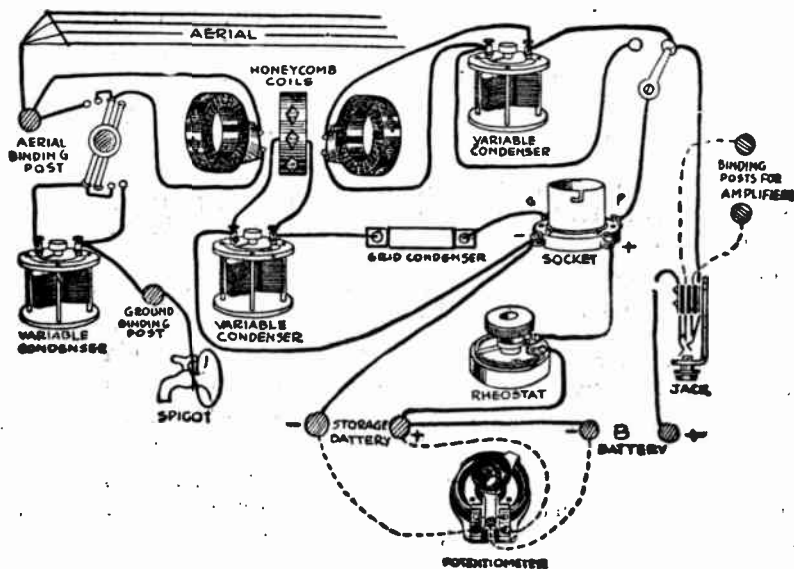 AERIAL
HONEYCOMB
COILS
AERIAL
BINDING
POST
VARIABLE
CONDENSER
BINDING
POSTS FOR
AMPLIFIER
G
P
-
+
GRID CONDENSER
SOCKET
VARIABLE
CONDENSER
GROUND
BINDING
POST
VARIABLE
CONDENSER
SPIGOT
RHEOSTAT
JACK
-
STORAGE
BATTERY
+
-
B
BATTERY
+
POTENTIOMETER